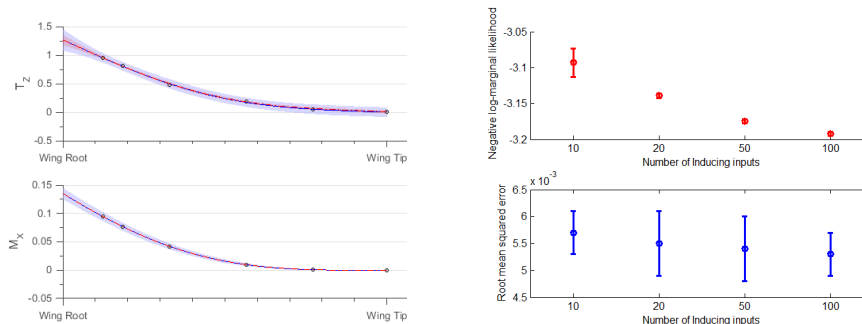 1.5
1
0.5
0
-0.5
T_Z
Wing Root
Wing Tip
0.15
0.1
0.05
0
-0.05
M_X
Wing Root
Wing Tip
-3.05
-3.1
-3.15
-3.2
Negative log-marginal likelihood
10
20
50
100
Number of Inducing inputs
x 10^-3
6.5
6
5.5
5
4.5
Root mean squared error
10
20
50
100
Number of Inducing inputs